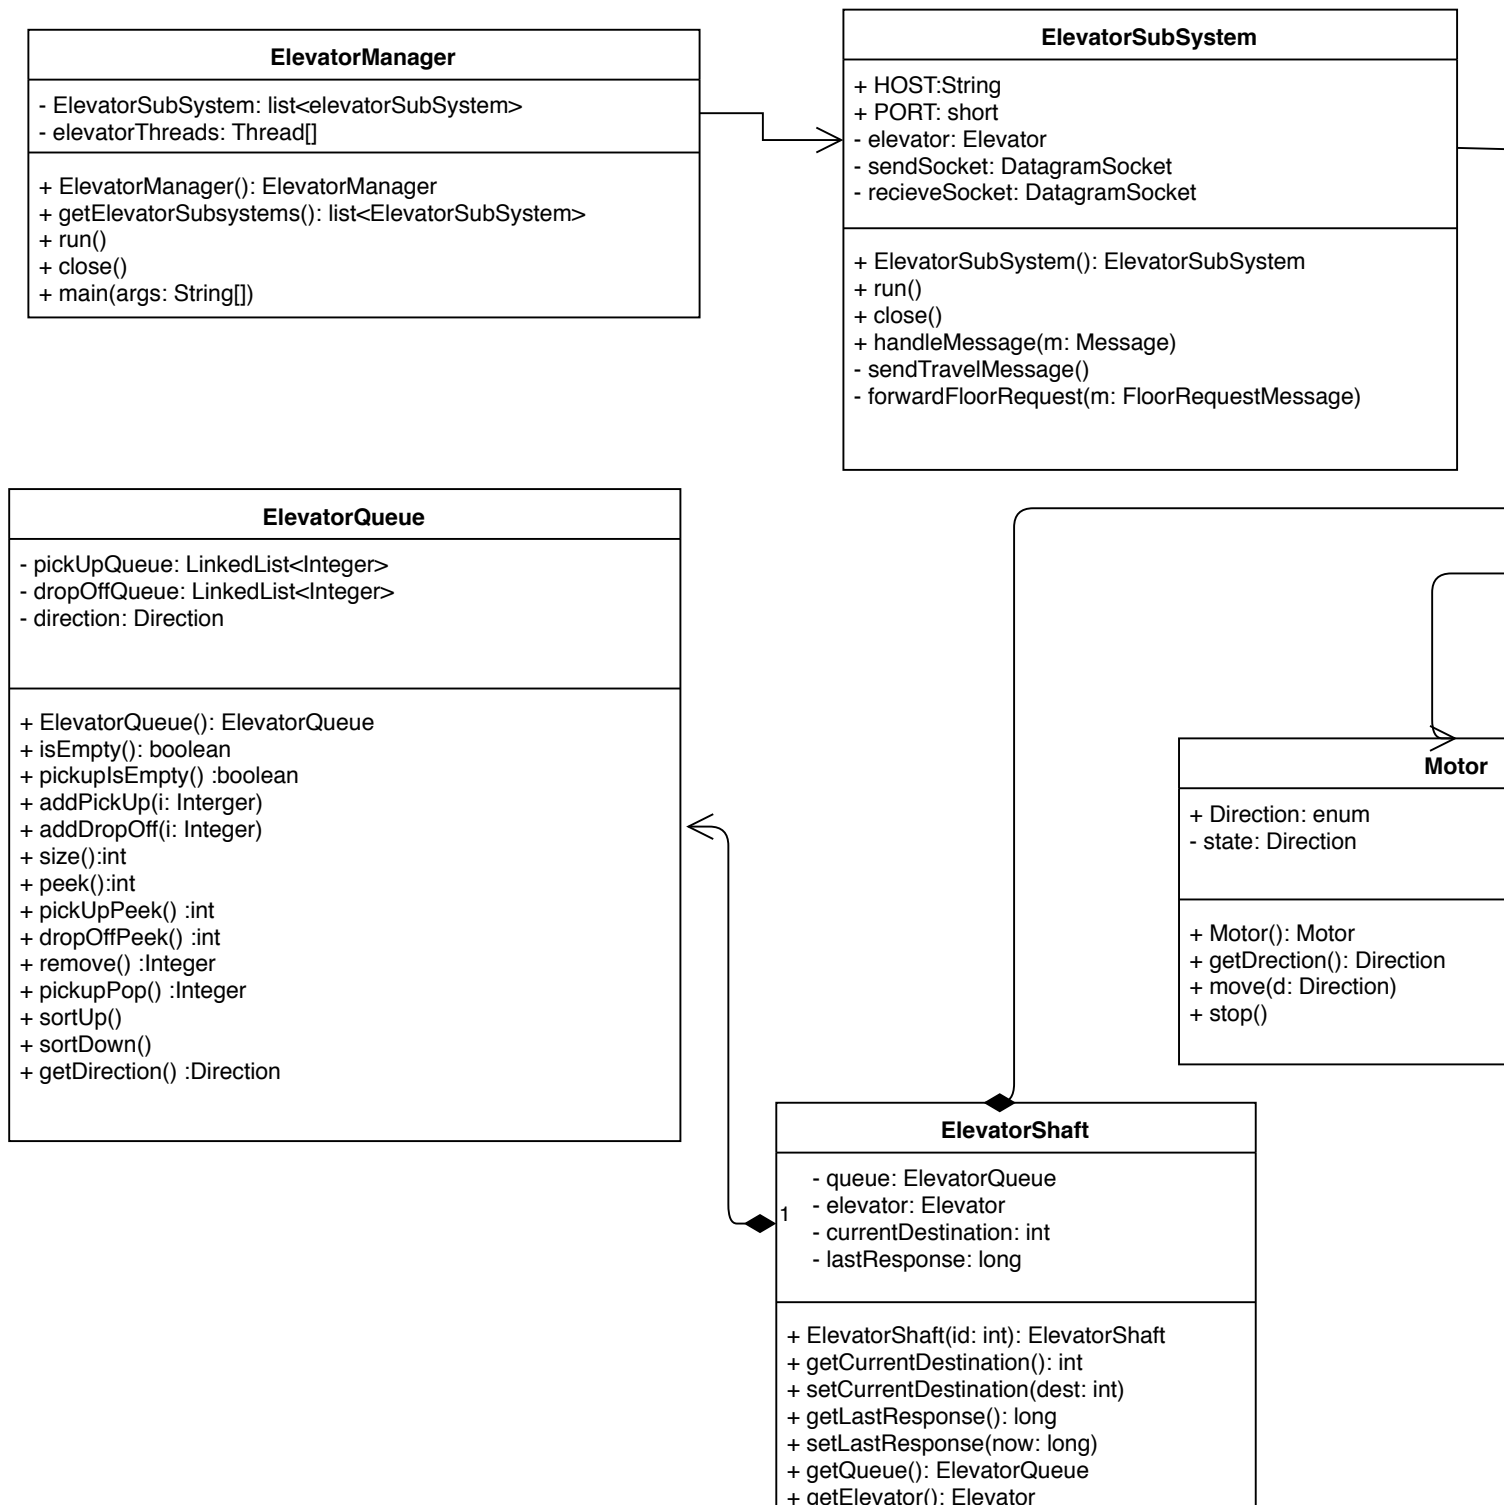 ElevatorManager
- ElevatorSubSystem: list<elevatorSubSystem>
- elevatorThreads: Thread[]
+ ElevatorManager(): ElevatorManager
+ getElevatorSubsystems(): list<ElevatorSubSystem>
+ run()
+ close()
+ main(args: String[])
ElevatorSubSystem
+ HOST:String
+ PORT: short
- elevator: Elevator
- sendSocket: DatagramSocket
- recieveSocket: DatagramSocket
+ ElevatorSubSystem(): ElevatorSubSystem
+ run()
+ close()
+ handleMessage(m: Message)
- sendTravelMessage()
- forwardFloorRequest(m: FloorRequestMessage)
ElevatorQueue
- pickUpQueue: LinkedList<Integer>
- dropOffQueue: LinkedList<Integer>
- direction: Direction
+ ElevatorQueue(): ElevatorQueue
+ isEmpty(): boolean
+ pickupIsEmpty() :boolean
+ addPickUp(i: Interger)
+ addDropOff(i: Integer)
+ size():int
+ peek():int
+ pickUpPeek() :int
+ dropOffPeek() :int
+ remove() :Integer
+ pickupPop() :Integer
+ sortUp()
+ sortDown()
+ getDirection() :Direction
Motor
+ Direction: enum
- state: Direction
+ Motor(): Motor
+ getDrection(): Direction
+ move(d: Direction)
+ stop()
ElevatorShaft
- queue: ElevatorQueue
- elevator: Elevator
1
- currentDestination: int
- lastResponse: long
+ ElevatorShaft(id: int): ElevatorShaft
+ getCurrentDestination(): int
+ setCurrentDestination(dest: int)
+ getLastResponse(): long
+ setLastResponse(now: long)
+ getQueue(): ElevatorQueue
+ getElevator(): Elevator